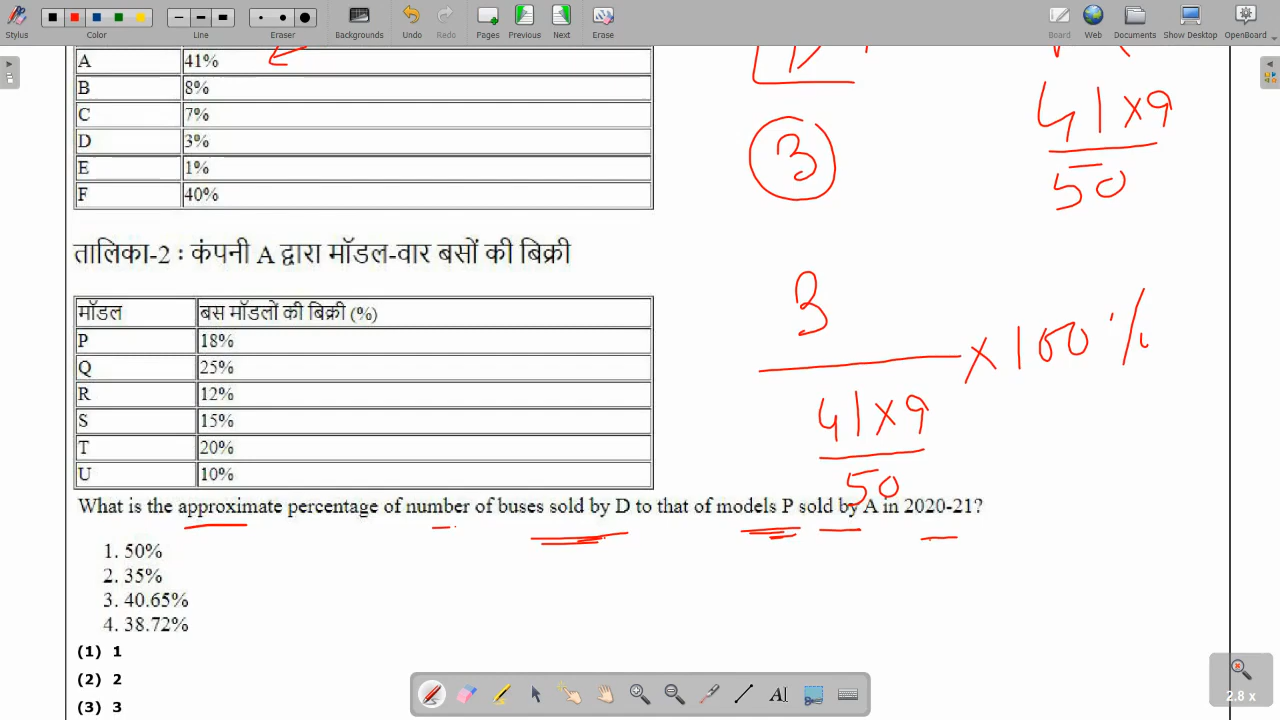 Stylus Color Line Eraser Backgrounds Undo Redo Pages Previous Next Erase Board Web Documents Show Desktop OpenBoard
A 41%
B 8%
C 7%
D 3%
E 1%
F 40%
3
41×9
50
तालिका-2 : कंपनी A द्वारा मॉडल-वार बसों की बिक्री
मॉडल बस मॉडलों की बिक्री (%)
P 18%
Q 25%
R 12%
S 15%
T 20%
U 10%
3
× 100 %
41×9
50
What is the approximate percentage of number of buses sold by D to that of models P sold by A in 2020-21?
1. 50%
2. 35%
3. 40.65%
4. 38.72%
(1) 1
(2) 2
(3) 3
2.8 x